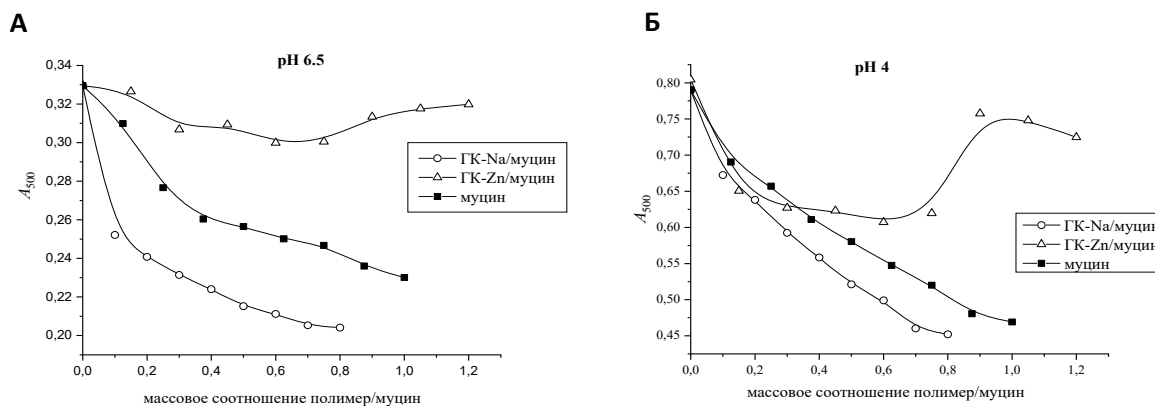 А
pH 6.5
0,34
0,32
0,30
0,28
0,26
0,24
0,22
0,20
A500
0,0 0,2 0,4 0,6 0,8 1,0 1,2
массовое соотношение полимер/муцин
ГК-Na/муцин
ГК-Zn/муцин
муцин
Б
pH 4
0,80
0,75
0,70
0,65
0,60
0,55
0,50
0,45
A500
0,0 0,2 0,4 0,6 0,8 1,0 1,2
массовое соотношение полимер/муцин
ГК-Na/муцин
ГК-Zn/муцин
муцин